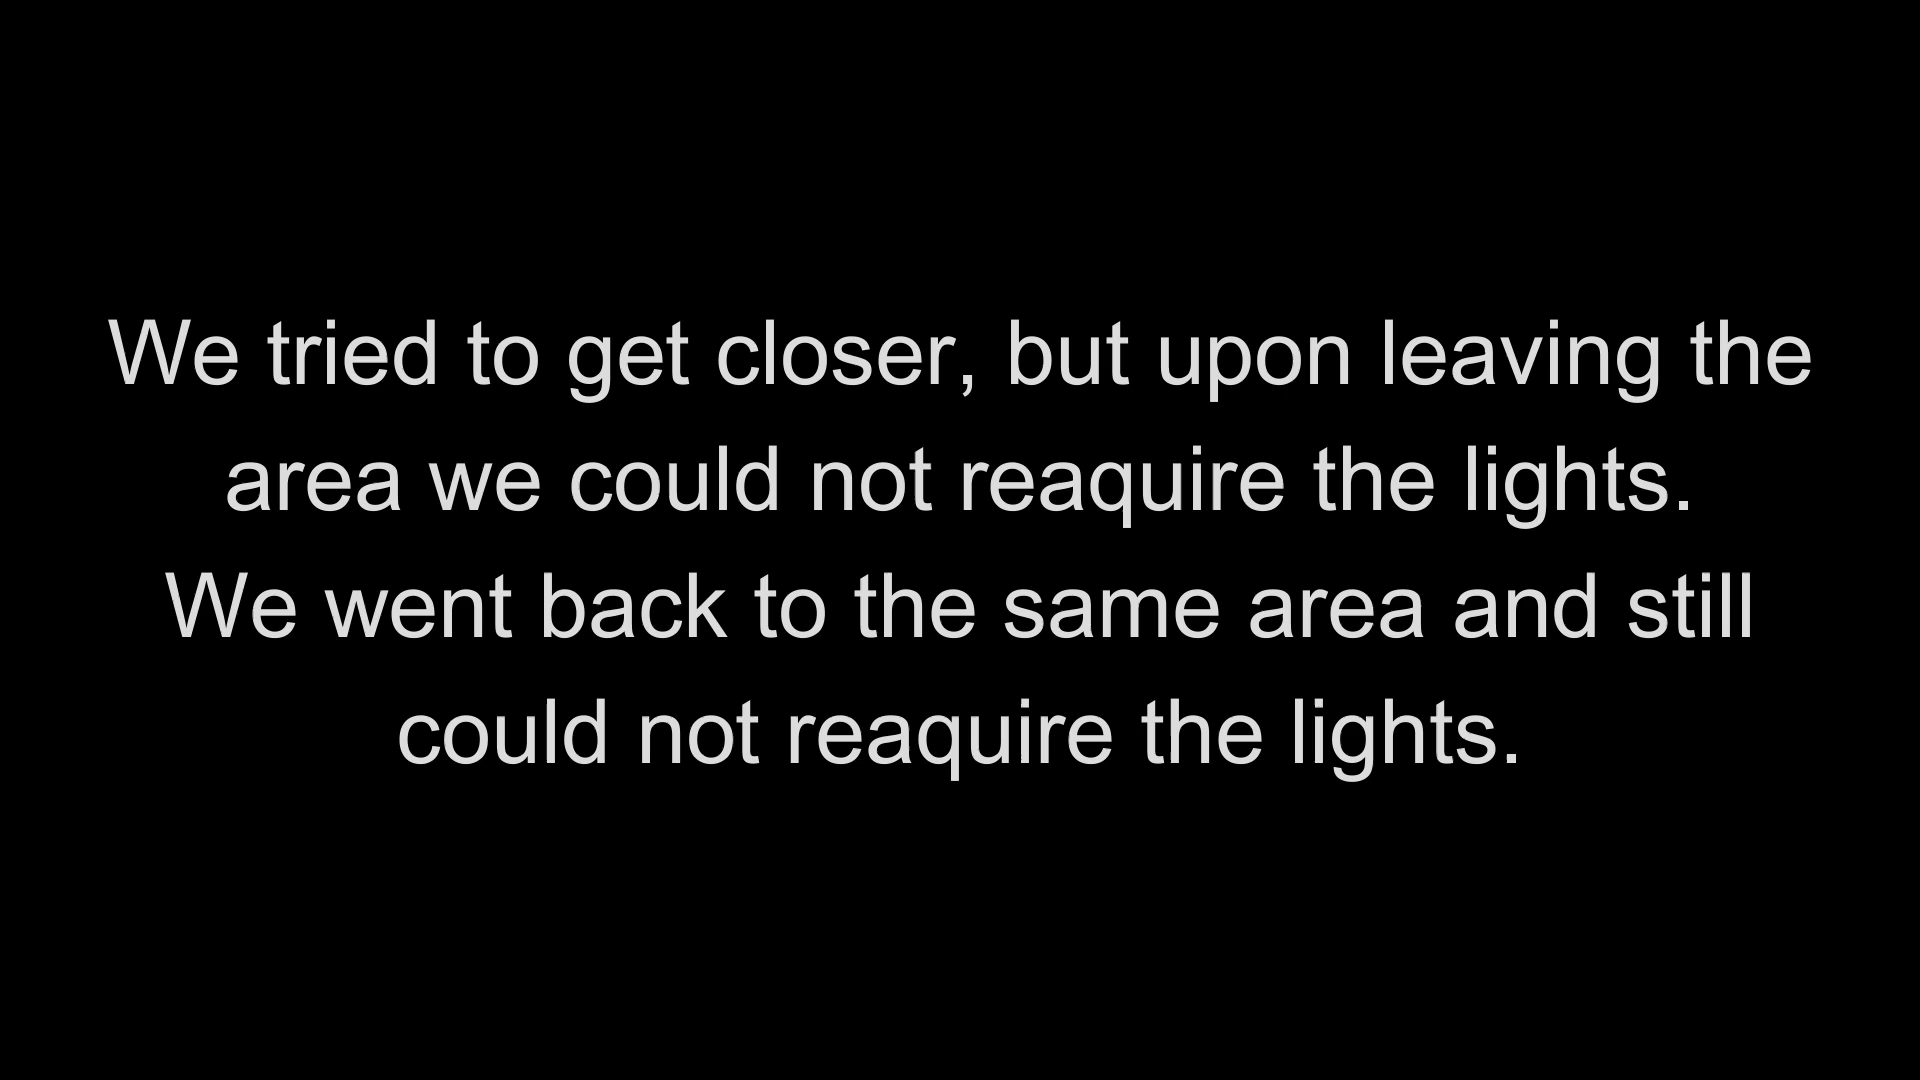 We tried to get closer, but upon leaving the
area we could not reaquire the lights.
We went back to the same area and still
could not reaquire the lights.